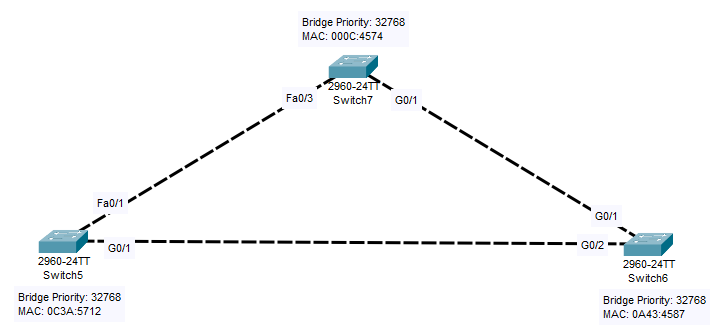 Bridge Priority: 32768
MAC: 000C:4574
2960-24TT
Switch7
Fa0/3
G0/1
Fa0/1
G0/1
G0/1
G0/2
2960-24TT
Switch5
2960-24TT
Switch6
Bridge Priority: 32768
MAC: 0C3A:5712
Bridge Priority: 32768
MAC: 0A43:4587